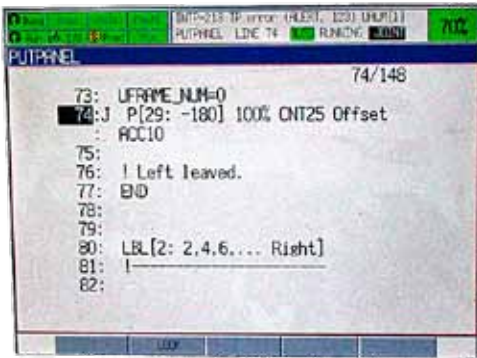 PUTPANEL LINE 74 RUNNING
70%
PUTPANEL
74/148
73: UFRAME_NUM=0
74:J P[29: -180] 100% CNT25 Offset
: ACC10
75:
76: ! Left leaved.
77: END
78:
79:
80: LBL[2: 2.4.6.... Right]
81: !--------------------------
82: